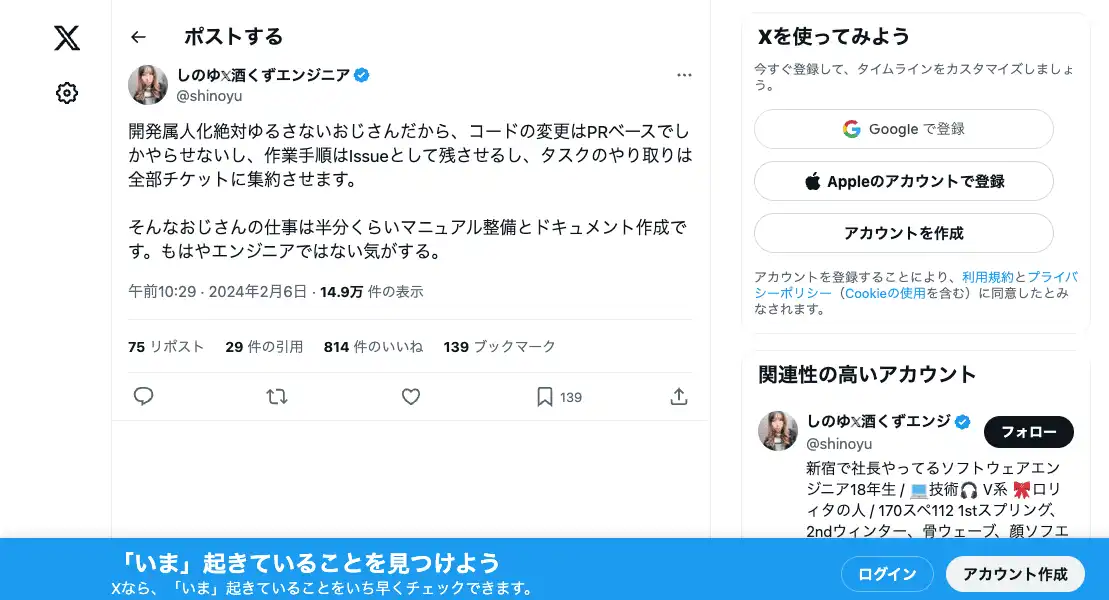 ポストする
しのゆ𝕏酒くずエンジニア
@shinoyu
開発属人化絶対ゆるさないおじさんだから、コードの変更はPRベースでし
かやらせないし、作業手順はIssueとして残させるし、タスクのやり取りは
全部チケットに集約させます。
そんなおじさんの仕事は半分くらいマニュアル整備とドキュメント作成で
す。もはやエンジニアではない気がする。
午前10:29 · 2024年2月6日 · 14.9万 件の表示
75 リポスト 29 件の引用 814 件のいいね 139 ブックマーク
139
Xを使ってみよう
今すぐ登録して、タイムラインをカスタマイズしましょ
う。
Google で登録
Appleのアカウントで登録
アカウントを作成
アカウントを登録することにより、利用規約とプライバ
シーポリシー（Cookieの使用を含む）に同意したとみ
なされます。
関連性の高いアカウント
しのゆ𝕏酒くずエンジ
@shinoyu
フォロー
新宿で社長やってるソフトウェアエン
ジニア18年生 / 💻技術🎧 V系 🎀ロリ
ィタの人 / 170スペ112 1stスプリング、
2ndウィンター、骨ウェーブ、顔ソフエ
「いま」起きていることを見つけよう
Xなら、「いま」起きていることをいち早くチェックできます。
ログイン
アカウント作成